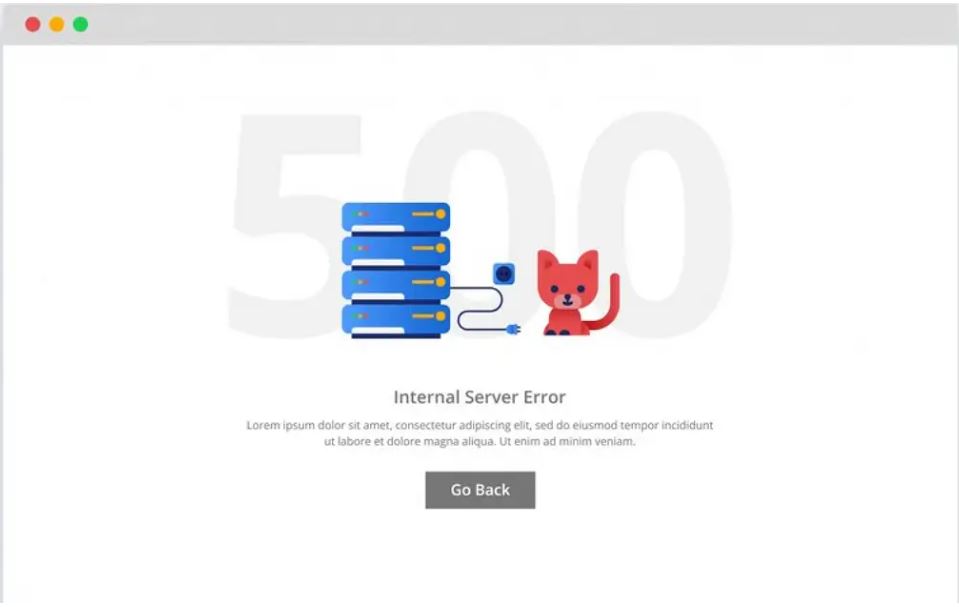 500
Internal Server Error
Lorem ipsum dolor sit amet, consectetur adipiscing elit, sed do eiusmod tempor incididunt
ut labore et dolore magna aliqua. Ut enim ad minim veniam.
Go Back